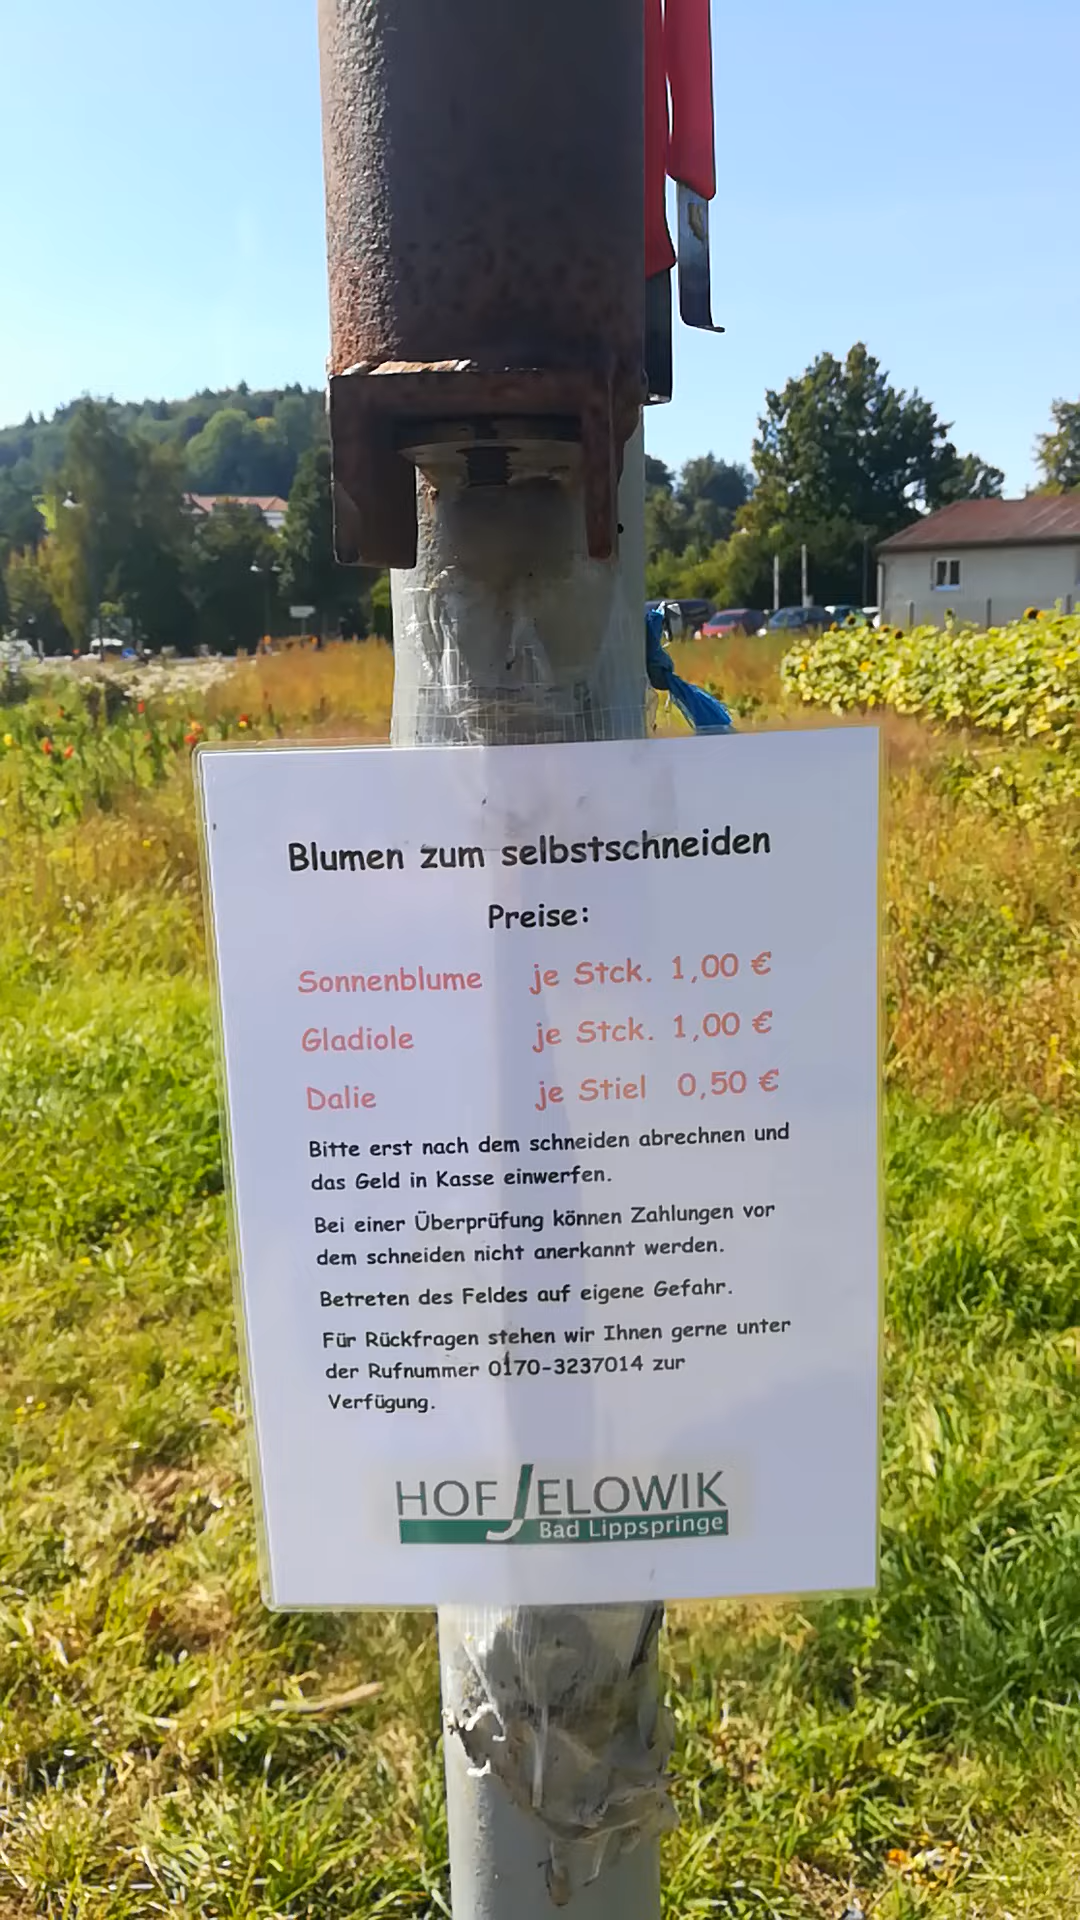 Blumen zum selbstschneiden
Preise:
Sonnenblume je Stck. 1,00 €
Gladiole je Stck. 1,00 €
Dalie je Stiel 0,50 €
Bitte erst nach dem schneiden abrechnen und
das Geld in Kasse einwerfen.
Bei einer Überprüfung können Zahlungen vor
dem schneiden nicht anerkannt werden.
Betreten des Feldes auf eigene Gefahr.
Für Rückfragen stehen wir Ihnen gerne unter
der Rufnummer 0170-3237014 zur
Verfügung.
HOF JELOWIK
Bad Lippspringe